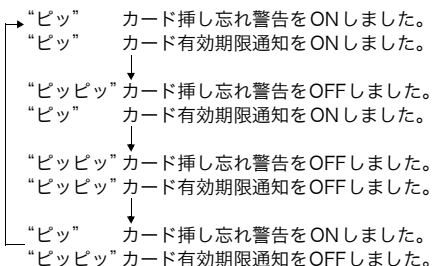 “ピッ” カード挿し忘れ警告をONしました。
“ピッ” カード有効期限通知をONしました。
“ピッピッ” カード挿し忘れ警告をOFFしました。
“ピッ” カード有効期限通知をONしました。
“ピッピッ” カード挿し忘れ警告をOFFしました。
“ピッピッ” カード有効期限通知をOFFしました。
“ピッ” カード挿し忘れ警告をONしました。
“ピッピッ” カード有効期限通知をOFFしました。